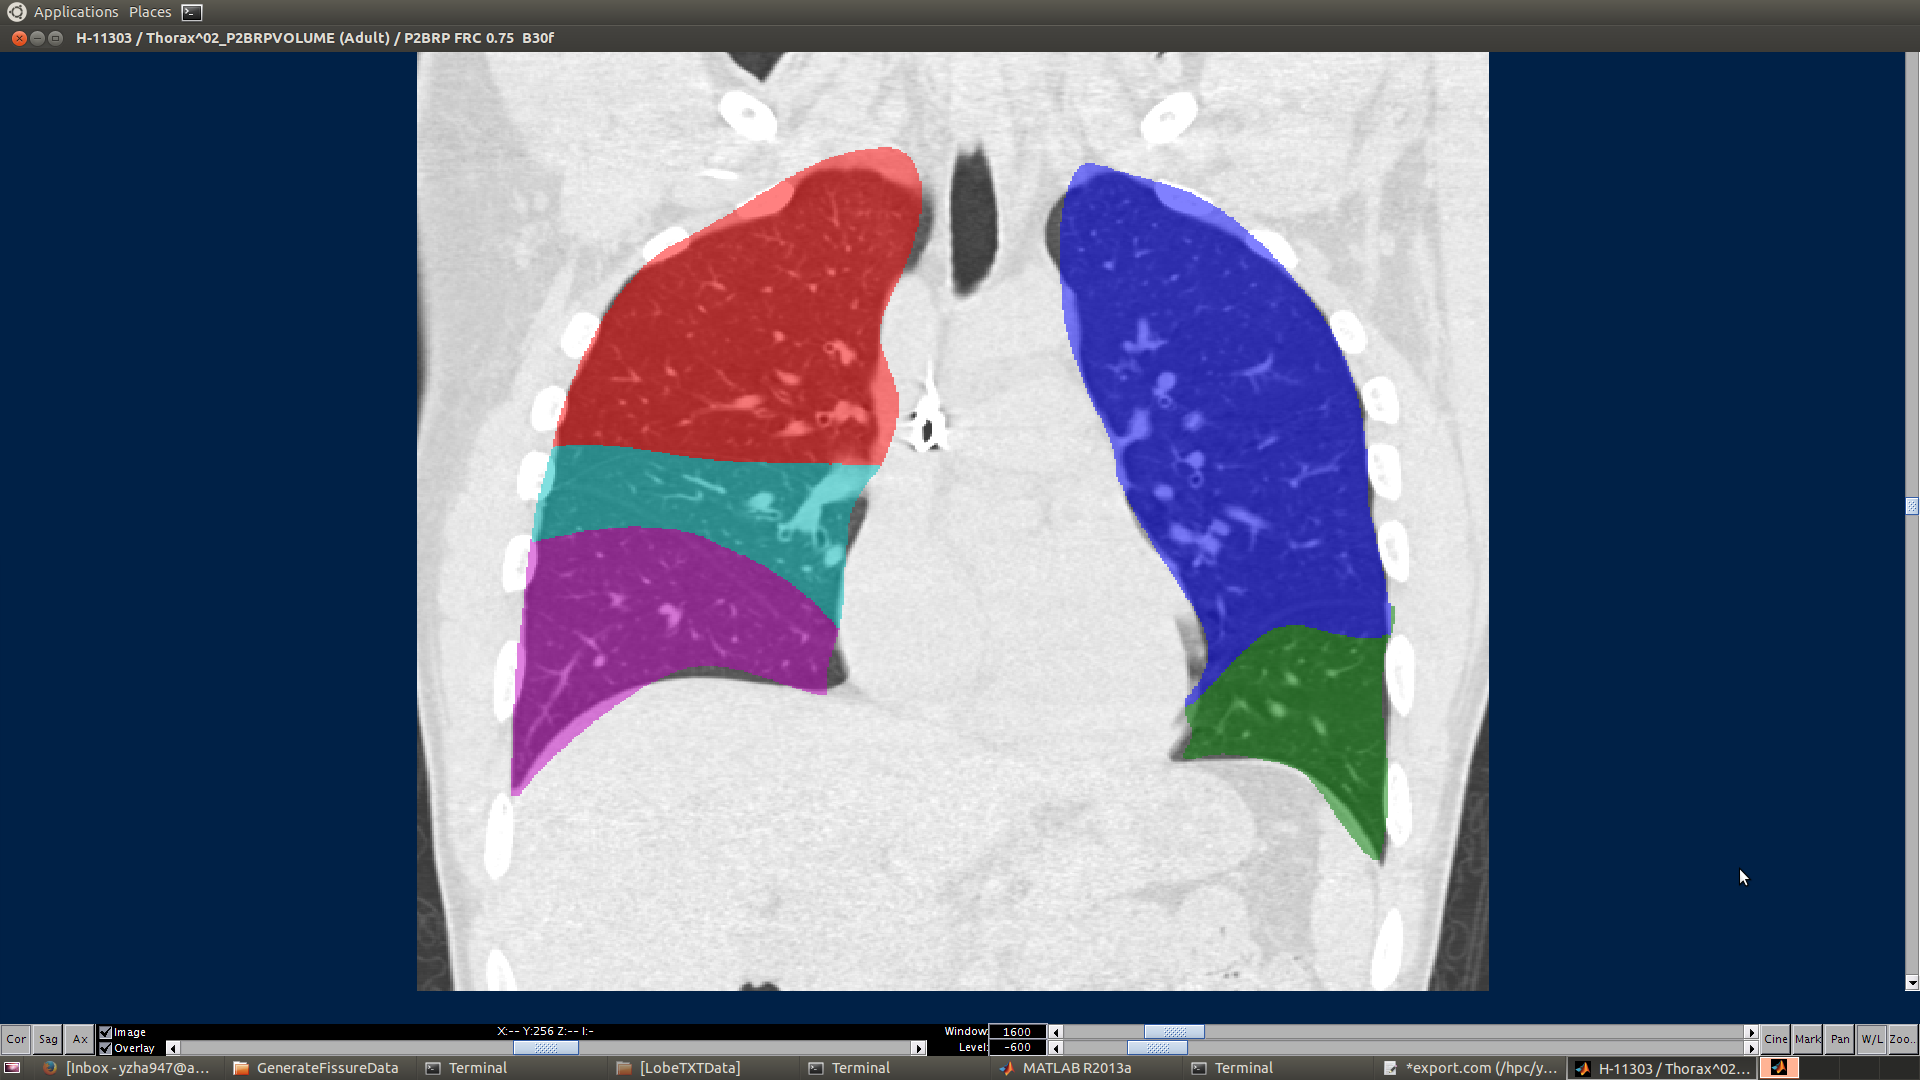 Applications Places
H-11303 / Thorax^02_P2BRPVOLUME (Adult) / P2BRP FRC 0.75 B30f
Cor Sag Ax
Image
Overlay
X:-- Y:256 Z:-- I:-
Window: 1600
Level: -600
Cine Mark Pan W/L Zoo..
[Inbox - yzha947@a... GenerateFissureData Terminal [LobeTXTData] Terminal MATLAB R2013a Terminal *export.com (/hpc/y... H-11303 / Thorax^02...